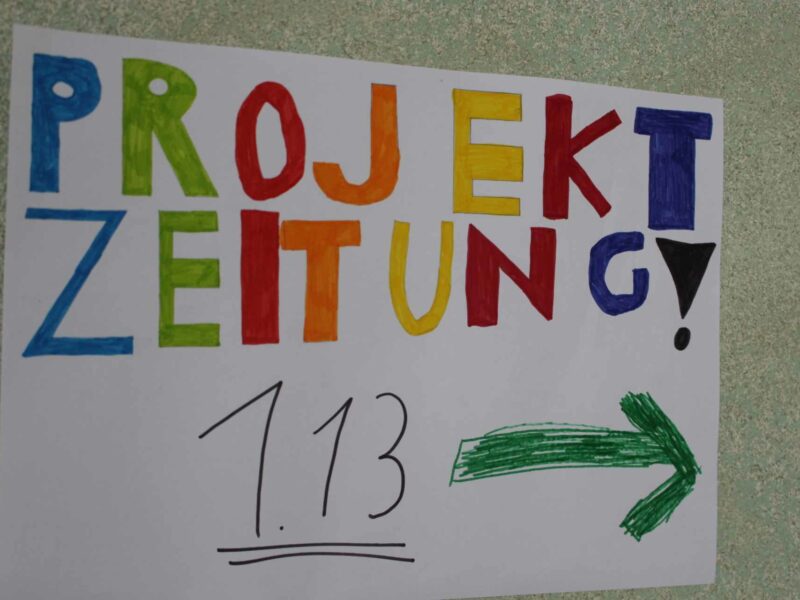 PROJEKT
ZEITUNG!
1.13